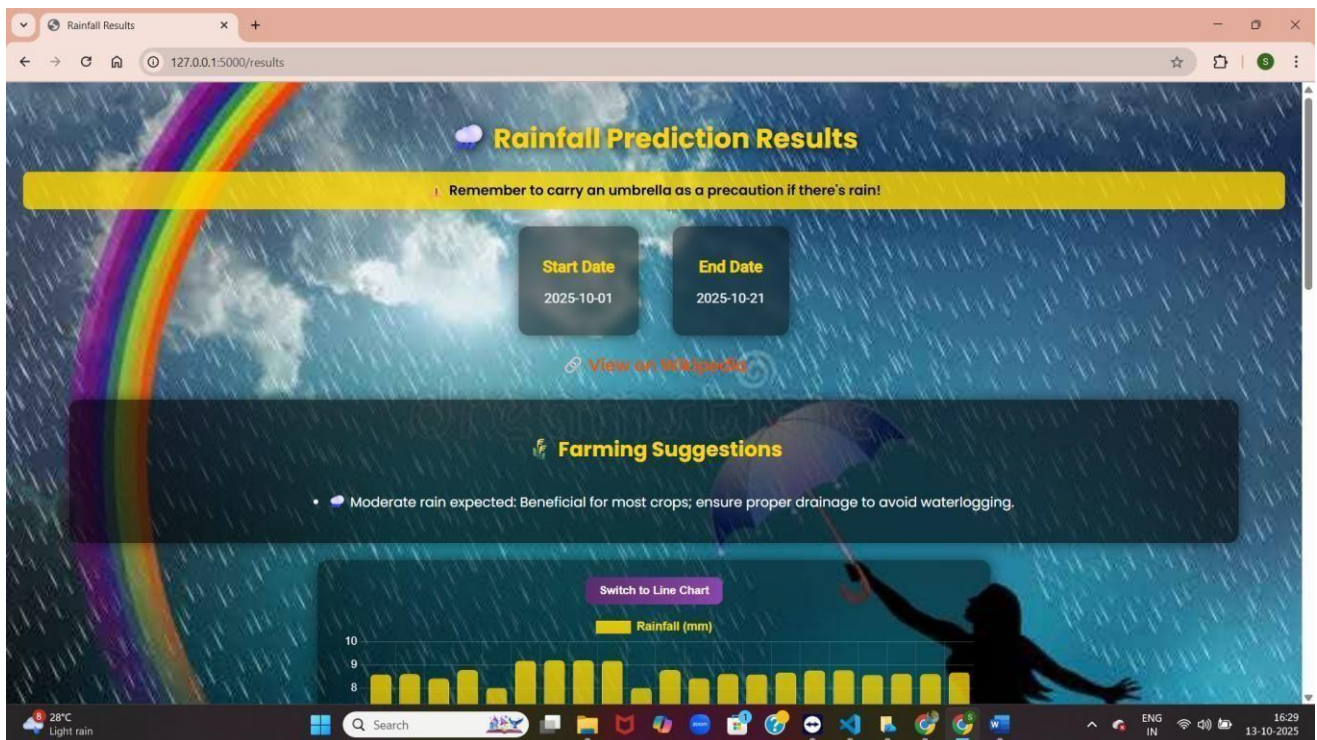 Rainfall Results
127.0.0.1:5000/results
Rainfall Prediction Results
Remember to carry an umbrella as a precaution if there's rain!
Start Date
2025-10-01
End Date
2025-10-21
View on Wikipedia
dreamstime
Farming Suggestions
• Moderate rain expected: Beneficial for most crops; ensure proper drainage to avoid waterlogging.
Switch to Line Chart
Rainfall (mm)
10
9
8
28°C
Light rain
Search
ENG
IN
16:29
13-10-2025